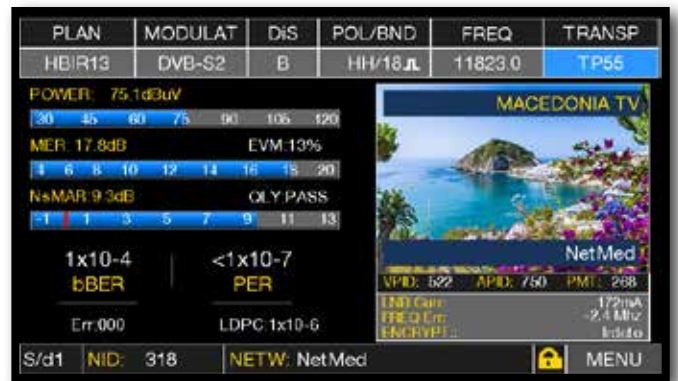 PLAN MODULAT DiS POL/BND FREQ TRANSP
HBIR13 DVB-S2 B HH/18 11823.0 TP55
POWER: 75.1dBuV
30 45 60 75 90 105 120
MER: 17.8dB EVM:13%
4 6 8 10 12 14 16 18 20
NsMAR:9.3dB QLY:PASS
-1 1 3 5 7 9 11 13
1x10-4 <1x10-7
bBER PER
Err:000 LDPC:1x10-6
MACEDONIA TV
NetMed
VPID: 522 APID: 750 PMT: 268
LNB Curr: 172mA
FREQ Err: -2,4 Mhz
ENCRYPT.: Irdeto
S/d1 NID: 318 NETW: NetMed MENU